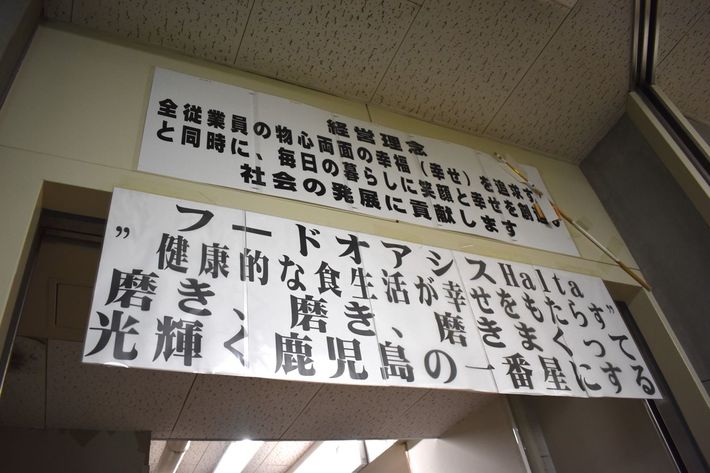 経営理念
全従業員の物心両面の幸福（幸せ）を追求する
と同時に、毎日の暮らしに笑顔と幸せを創造し
社会の発展に貢献します
フードオアシスHalta
”健康的な食生活が幸せをもたらす”
磨き、磨き、磨きまくって
光輝く鹿児島の一番星にする